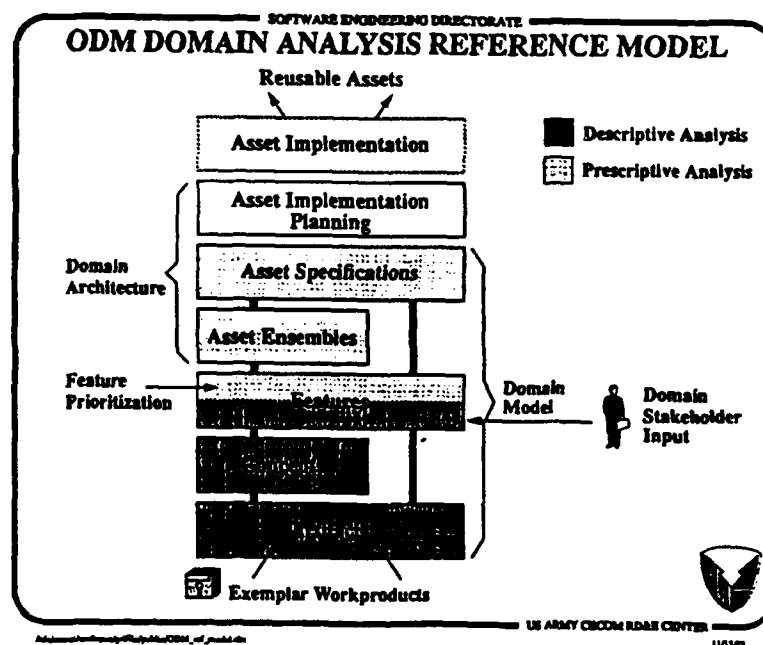 SOFTWARE ENGINEERING DIRECTORATE
ODM DOMAIN ANALYSIS REFERENCE MODEL
Reusable Assets
Asset Implementation
Descriptive Analysis
Prescriptive Analysis
Asset Implementation
Planning
Domain
Architecture
Asset Specifications
Asset Ensembles
Feature
Prioritization
Features
Domain
Model
Domain
Stakeholder
Input
Exemplar Workproducts
US ARMY CECOM RD&E CENTER